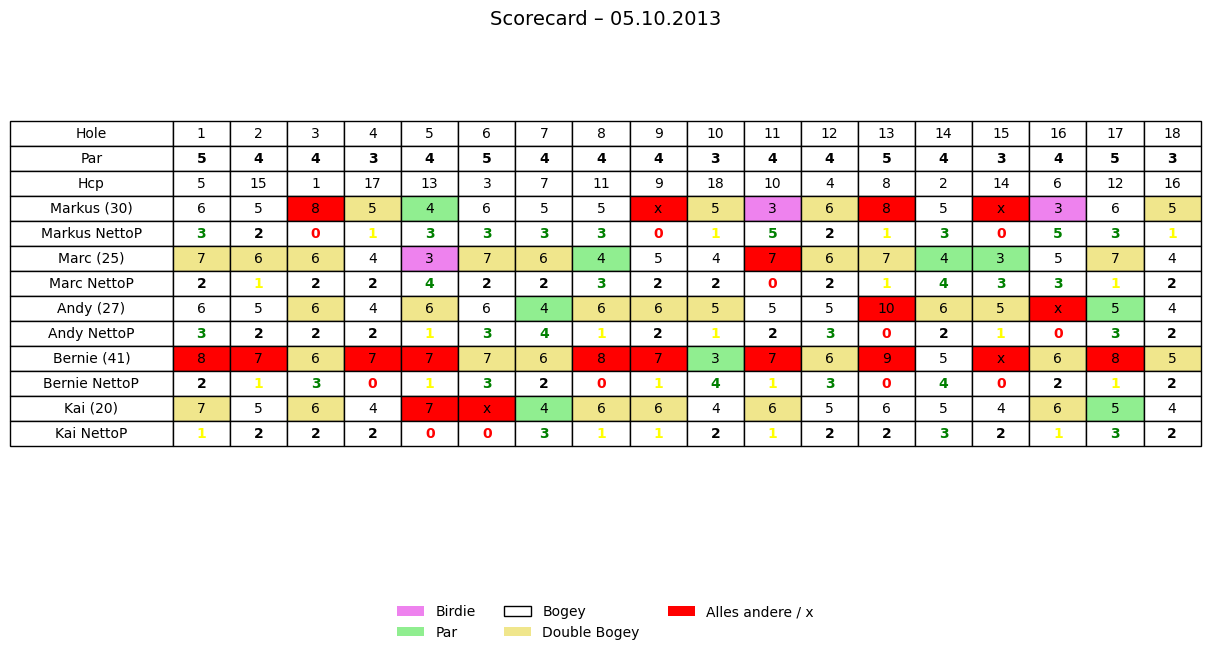 Scorecard – 05.10.2013
Hole 1 2 3 4 5 6 7 8 9 10 11 12 13 14 15 16 17 18
Par 5 4 4 3 4 5 4 4 4 3 4 4 5 4 3 4 5 3
Hcp 5 15 1 17 13 3 7 11 9 18 10 4 8 2 14 6 12 16
Markus (30) 6 5 8 5 4 6 5 5 x 5 3 6 8 5 x 3 6 5
Markus NettoP 3 2 0 1 3 3 3 3 0 1 5 2 1 3 0 5 3 1
Marc (25) 7 6 6 4 3 7 6 4 5 4 7 6 7 4 3 5 7 4
Marc NettoP 2 1 2 2 4 2 2 3 2 2 0 2 1 4 3 3 1 2
Andy (27) 6 5 6 4 6 6 4 6 6 5 5 5 10 6 5 x 5 4
Andy NettoP 3 2 2 2 1 3 4 1 2 1 2 3 0 2 1 0 3 2
Bernie (41) 8 7 6 7 7 7 6 8 7 3 7 6 9 5 x 6 8 5
Bernie NettoP 2 1 3 0 1 3 2 0 1 4 1 3 0 4 0 2 1 2
Kai (20) 7 5 6 4 7 x 4 6 6 4 6 5 6 5 4 6 5 4
Kai NettoP 1 2 2 2 0 0 3 1 1 2 1 2 2 3 2 1 3 2
Birdie Bogey Alles andere / x
Par Double Bogey